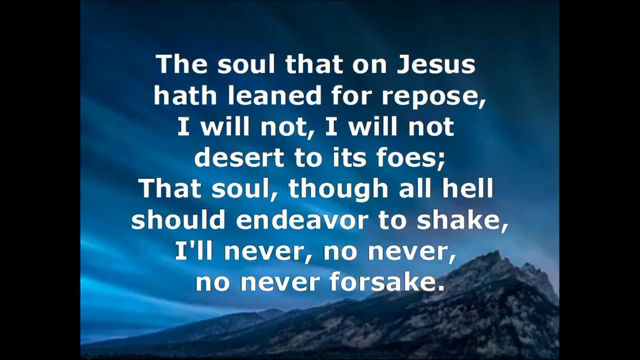 The soul that on Jesus
hath leaned for repose,
I will not, I will not
desert to its foes;
That soul, though all hell
should endeavor to shake,
I'll never, no never,
no never forsake.